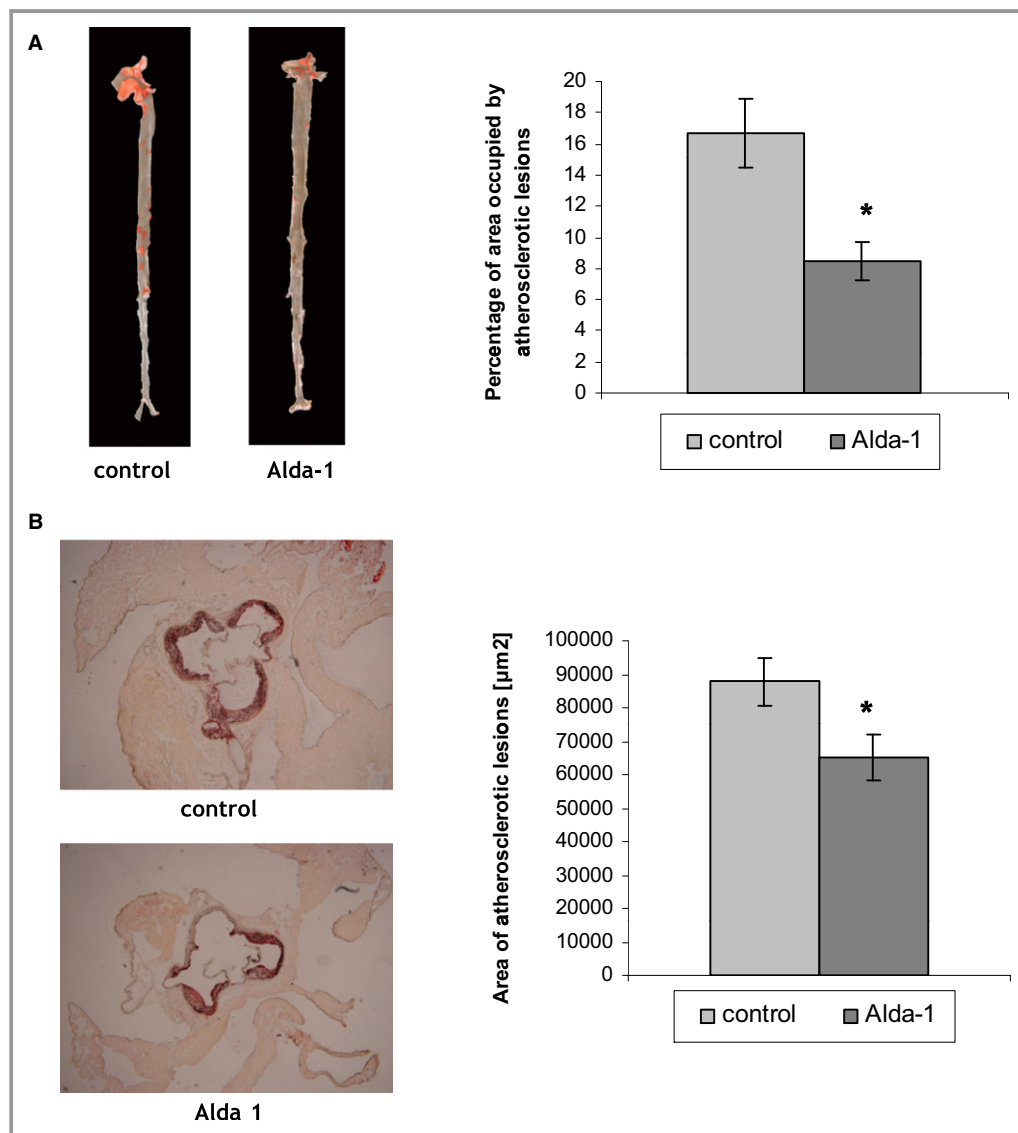 A
control
Alda-1
Percentage of area occupied by
atherosclerotic lesions
20
18
16
14
12
10
8
6
4
2
0
*
control Alda-1
B
control
Alda 1
Area of atherosclerotic lesions [µm2]
100000
90000
80000
70000
60000
50000
40000
30000
20000
10000
0
*
control Alda-1